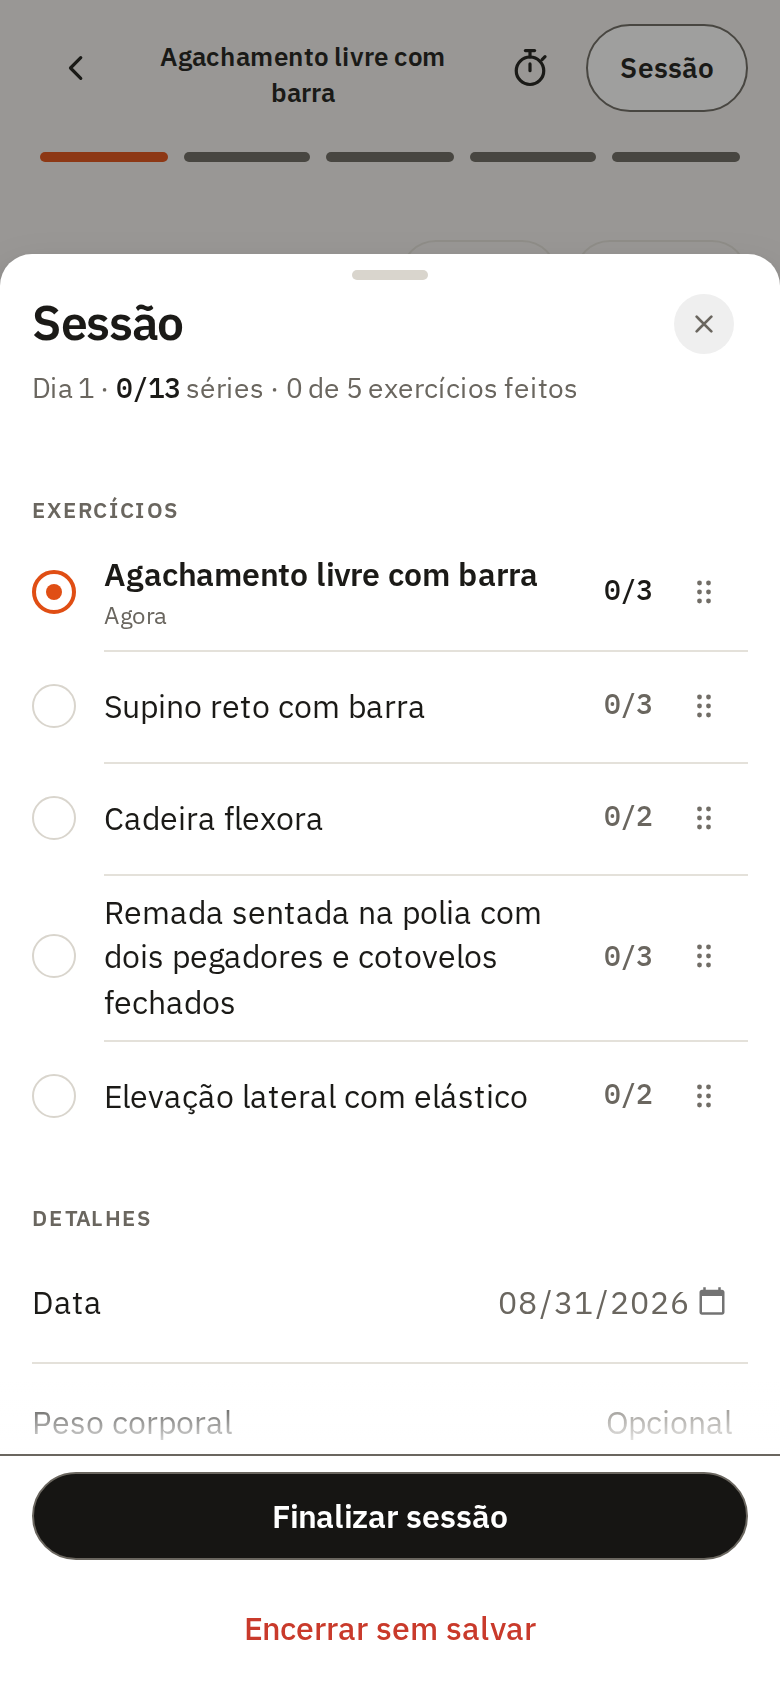 Agachamento livre com
barra
Sessão
Sessão
Dia 1 · 0/13 séries · 0 de 5 exercícios feitos
EXERCÍCIOS
Agachamento livre com barra
0/3
Agora
Supino reto com barra
0/3
Cadeira flexora
0/2
Remada sentada na polia com
dois pegadores e cotovelos
fechados
0/3
Elevação lateral com elástico
0/2
DETALHES
Data
08/31/2026
Peso corporal
Opcional
Finalizar sessão
Encerrar sem salvar